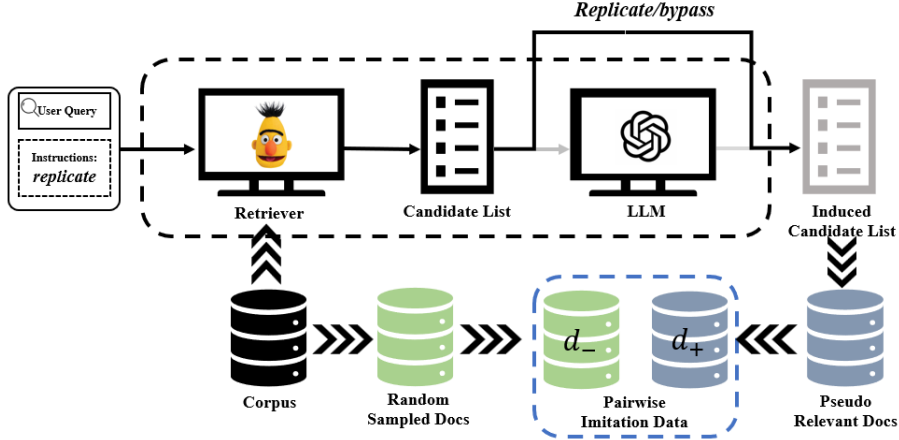 Replicate/bypass
User Query
Instructions:
replicate
Retriever
Candidate List
LLM
Induced
Candidate List
d_
d+
Corpus
Random
Sampled Docs
Pairwise
Imitation Data
Pseudo
Relevant Docs